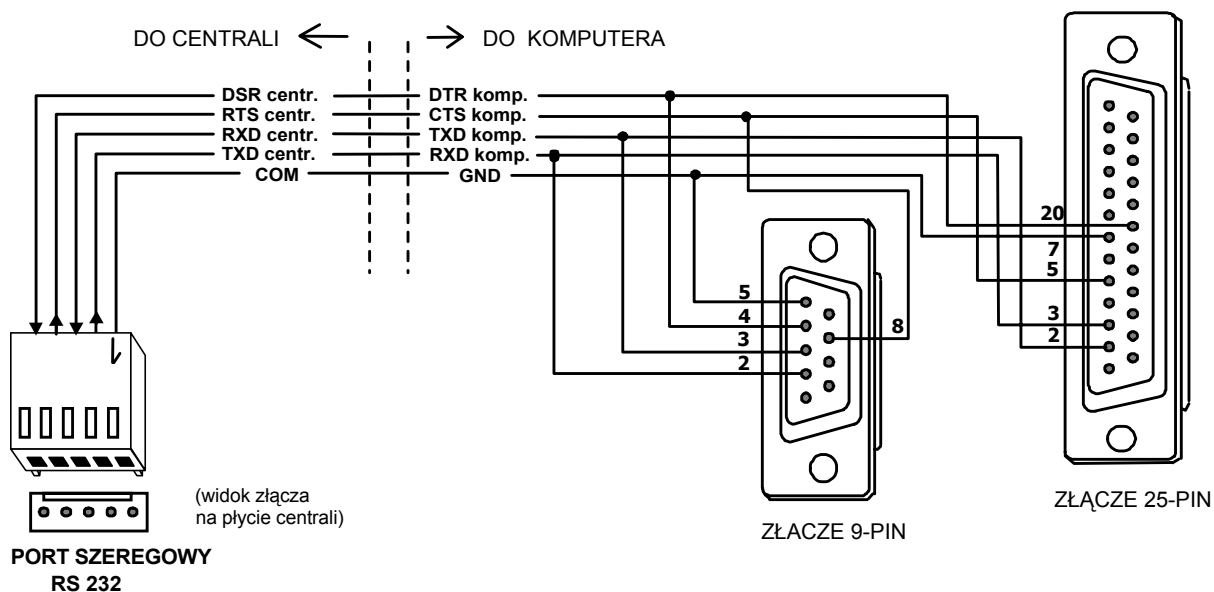 DO CENTRALI
DO KOMPUTERA
DSR centr.
DTR komp.
RTS centr.
CTS komp.
RXD centr.
TXD komp.
TXD centr.
RXD komp.
COM
GND
20
7
5
3
2
5
4
3
2
8
(widok złącza
na płycie centrali)
PORT SZEREGOWY
RS 232
ZŁACZE 9-PIN
ZŁĄCZE 25-PIN